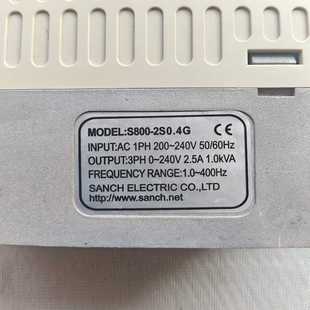 MODEL:S800-2S0.4G CE
INPUT:AC 1PH 200~240V 50/60Hz
OUTPUT:3PH 0~240V 2.5A 1.0kVA
FREQUENCY RANGE:1.0~400Hz
SANCH ELECTRIC CO.,LTD
http://www.sanch.net